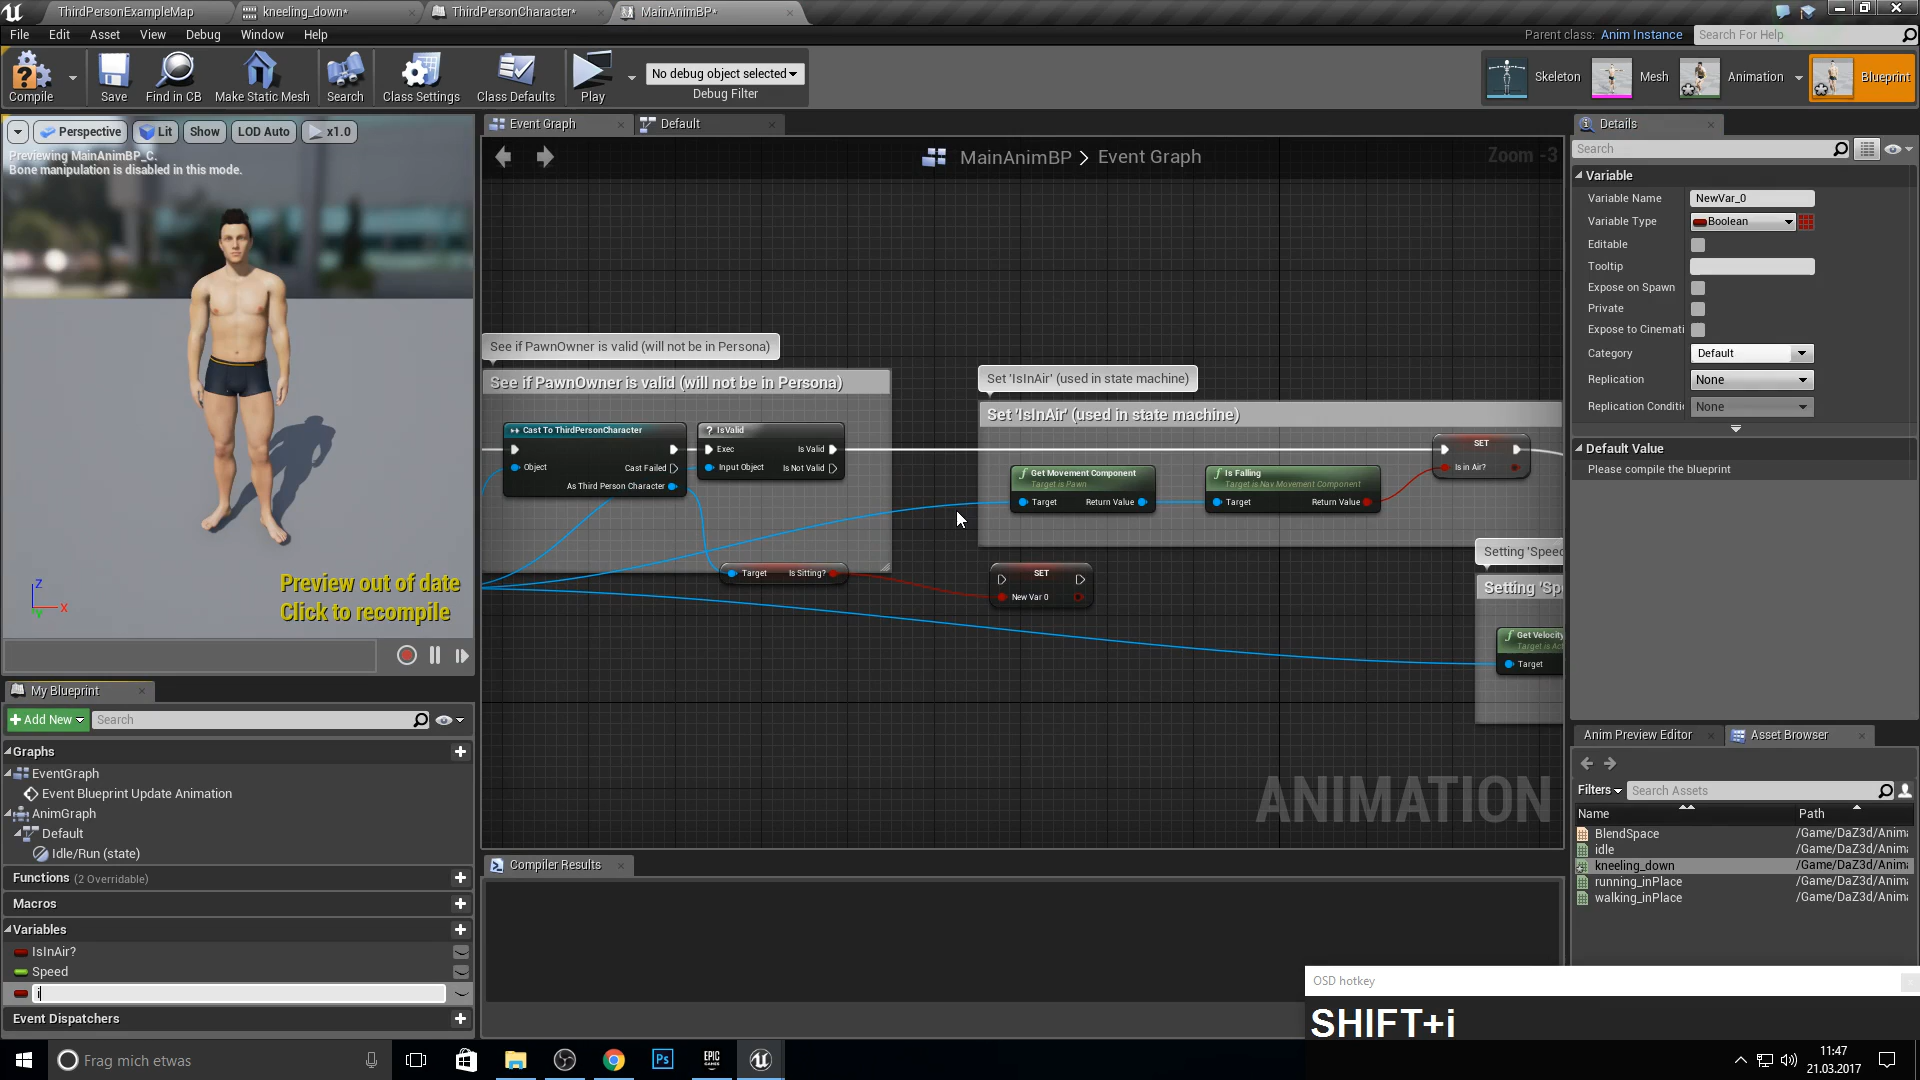 ThirdPersonExampleMap
kneeling_down*
ThirdPersonCharacter*
MainAnimBP*
File Edit Asset View Debug Window Help
Parent class: Anim Instance
Search For Help
Compile
Save
Find in CB
Make Static Mesh
Search
Class Settings
Class Defaults
Play
No debug object selected
Debug Filter
Skeleton
Mesh
Animation
Blueprint
Perspective
Lit
Show
LOD Auto
x1.0
Previewing MainAnimBP_C.
Bone manipulation is disabled in this mode.
Z
X
Preview out of date
Click to recompile
Event Graph
Default
MainAnimBP > Event Graph
Zoom -3
See if PawnOwner is valid (will not be in Persona)
See if PawnOwner is valid (will not be in Persona)
Cast To ThirdPersonCharacter
Object
Cast Failed
As Third Person Character
? IsValid
Exec
Is Valid
Input Object
Is Not Valid
Set 'IsInAir' (used in state machine)
Set 'IsInAir' (used in state machine)
f Get Movement Component
Target is Pawn
Target
Return Value
f Is Falling
Target is Nav Movement Component
Target
Return Value
SET
Is in Air?
Target
Is Sitting?
SET
New Var 0
Setting 'Speed
Setting 'Sp
f Get Velocity
Target is Act
Target
ANIMATION
Compiler Results
My Blueprint
Add New
Search
Graphs
EventGraph
Event Blueprint Update Animation
AnimGraph
Default
Idle/Run (state)
Functions (2 Overridable)
Macros
Variables
IsInAir?
Speed
i
Event Dispatchers
Details
Search
Variable
Variable Name
NewVar_0
Variable Type
Boolean
Editable
Tooltip
Expose on Spawn
Private
Expose to Cinemati
Category
Default
Replication
None
Replication Conditi
None
Default Value
Please compile the blueprint
Anim Preview Editor
Asset Browser
Filters
Search Assets
Name
Path
BlendSpace
/Game/DaZ3d/Anima
idle
/Game/DaZ3d/Anima
kneeling_down
/Game/DaZ3d/Anima
running_inPlace
/Game/DaZ3d/Anima
walking_inPlace
/Game/DaZ3d/Anima
OSD hotkey
SHIFT+i
Frag mich etwas
Ps
EPIC
GAMES
11:47
21.03.2017